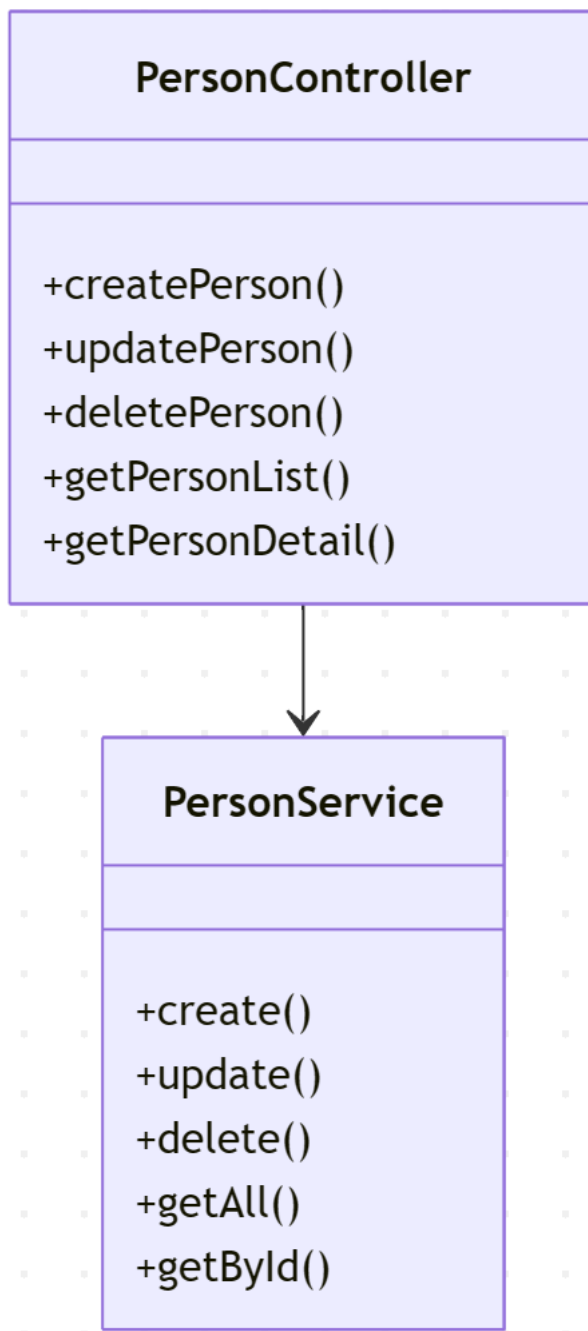 PersonController
+createPerson()
+updatePerson()
+deletePerson()
+getPersonList()
+getPersonDetail()
PersonService
+create()
+update()
+delete()
+getAll()
+getById()